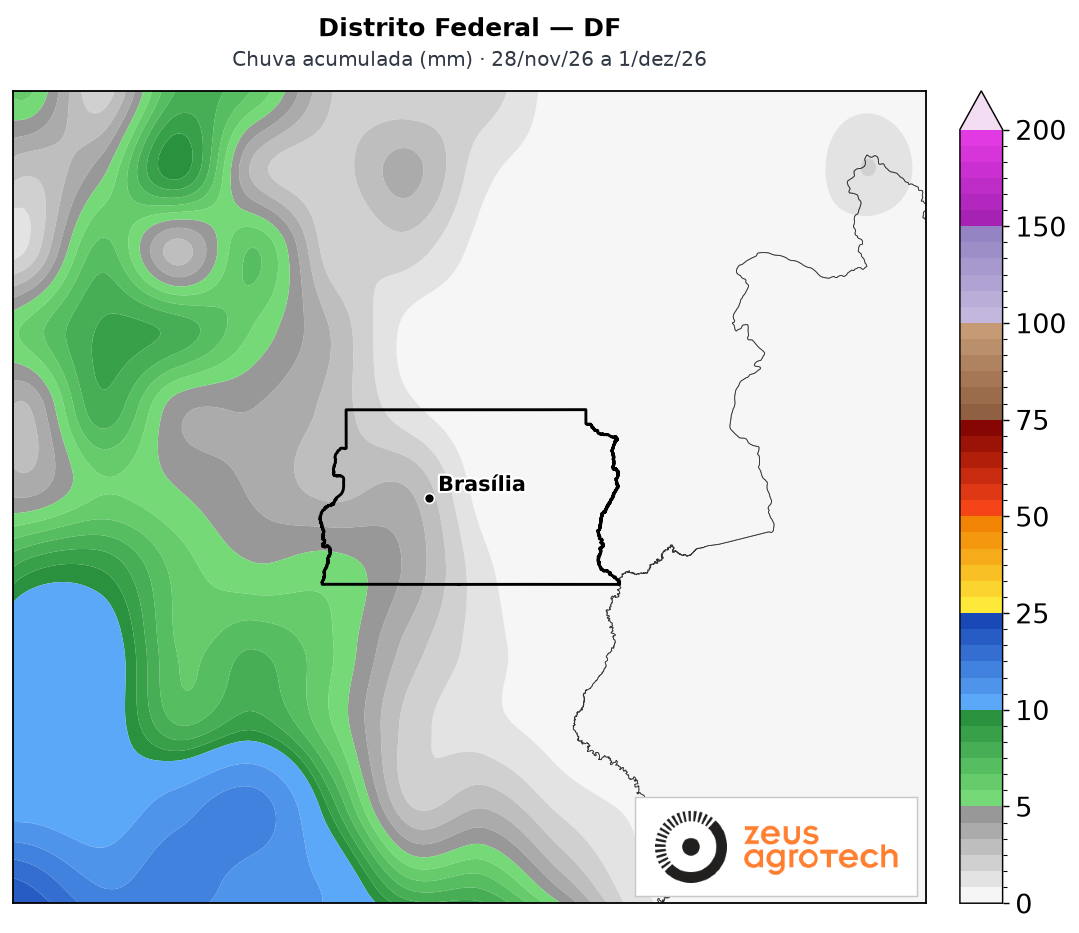 Distrito Federal — DF
Chuva acumulada (mm) · 28/nov/26 a 1/dez/26
200
150
100
75
50
25
10
5
0
Brasília
zeus
agrotech